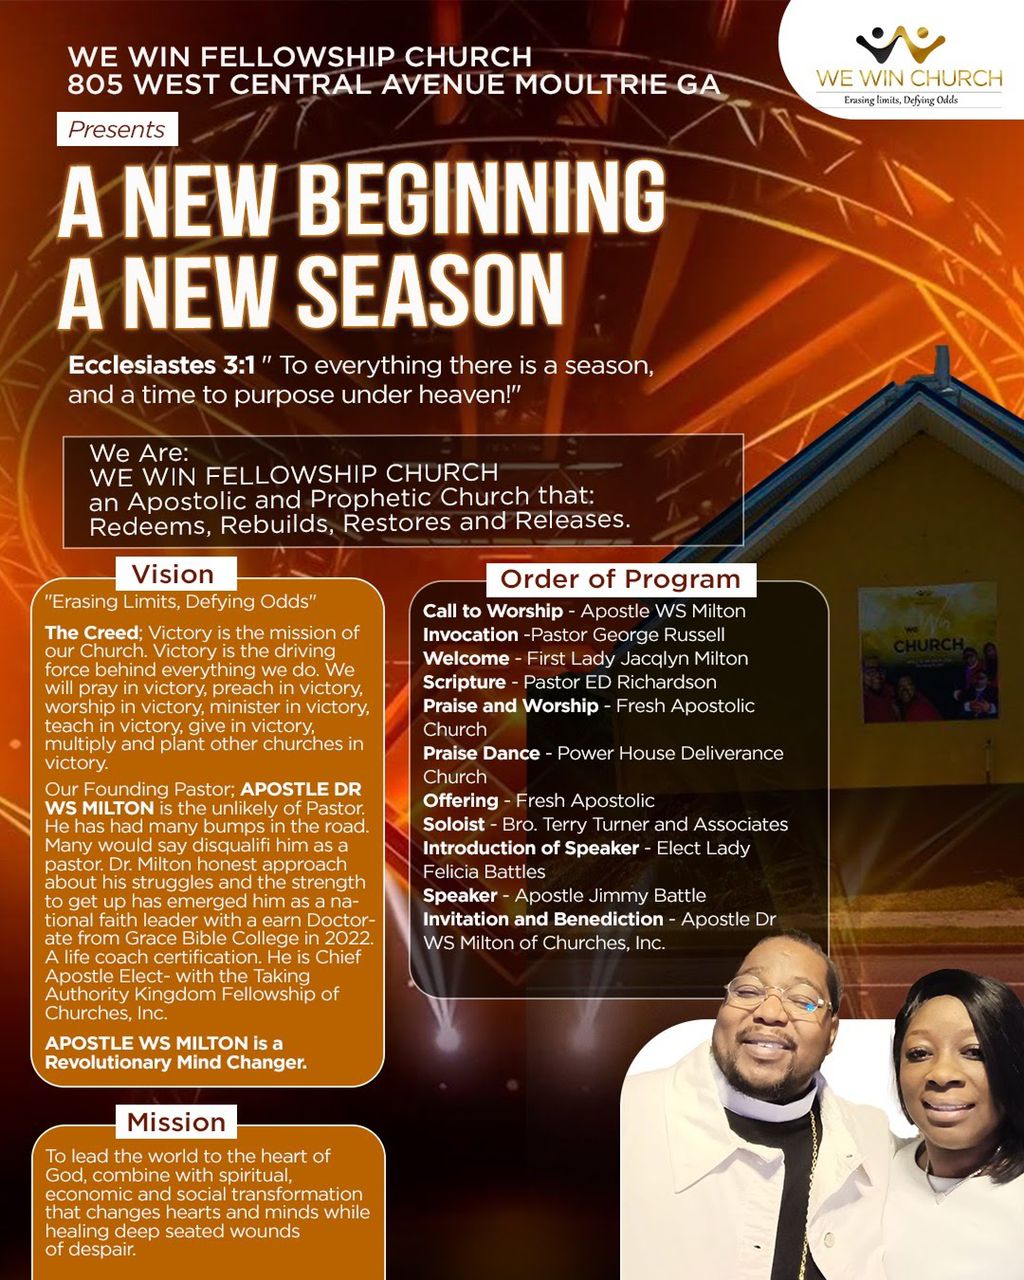 WE WIN FELLOWSHIP CHURCH
805 WEST CENTRAL AVENUE MOULTRIE GA
WE WIN CHURCH
Erasing limits, Defying Odds
Presents
A NEW BEGINNING
A NEW SEASON
Ecclesiastes 3:1 " To everything there is a season,
and a time to purpose under heaven!"
We Are:
WE WIN FELLOWSHIP CHURCH
an Apostolic and Prophetic Church that:
Redeems, Rebuilds, Restores and Releases.
Vision
"Erasing Limits, Defying Odds"
The Creed; Victory is the mission of
our Church. Victory is the driving
force behind everything we do. We
will pray in victory, preach in victory,
worship in victory, minister in victory,
teach in victory, give in victory,
multiply and plant other churches in
victory.
Our Founding Pastor; APOSTLE DR
WS MILTON is the unlikely of Pastor.
He has had many bumps in the road.
Many would say disqualifi him as a
pastor. Dr. Milton honest approach
about his struggles and the strength
to get up has emerged him as a na-
tional faith leader with a earn Doctor-
ate from Grace Bible College in 2022.
A life coach certification. He is Chief
Apostle Elect- with the Taking
Authority Kingdom Fellowship of
Churches, Inc.
APOSTLE WS MILTON is a
Revolutionary Mind Changer.
Mission
To lead the world to the heart of
God, combine with spiritual,
economic and social transformation
that changes hearts and minds while
healing deep seated wounds
of despair.
Order of Program
Call to Worship - Apostle WS Milton
Invocation -Pastor George Russell
Welcome - First Lady Jacqlyn Milton
Scripture - Pastor ED Richardson
Praise and Worship - Fresh Apostolic
Church
Praise Dance - Power House Deliverance
Church
Offering - Fresh Apostolic
Soloist - Bro. Terry Turner and Associates
Introduction of Speaker - Elect Lady
Felicia Battles
Speaker - Apostle Jimmy Battle
Invitation and Benediction - Apostle Dr
WS Milton of Churches, Inc.
We Win
CHURCH